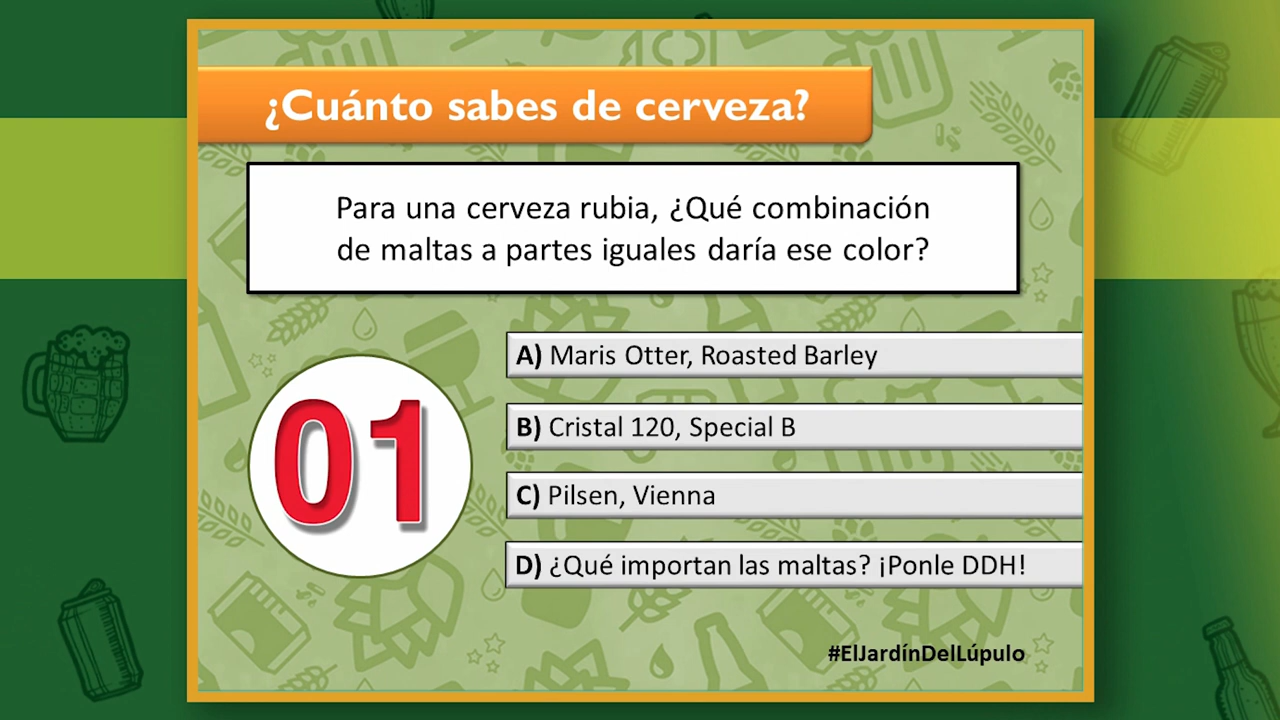 ¿Cuánto sabes de cerveza?
Para una cerveza rubia, ¿Qué combinación
de maltas a partes iguales daría ese color?
01
A) Maris Otter, Roasted Barley
B) Cristal 120, Special B
C) Pilsen, Vienna
D) ¿Qué importan las maltas? ¡Ponle DDH!
#ElJardínDelLúpulo